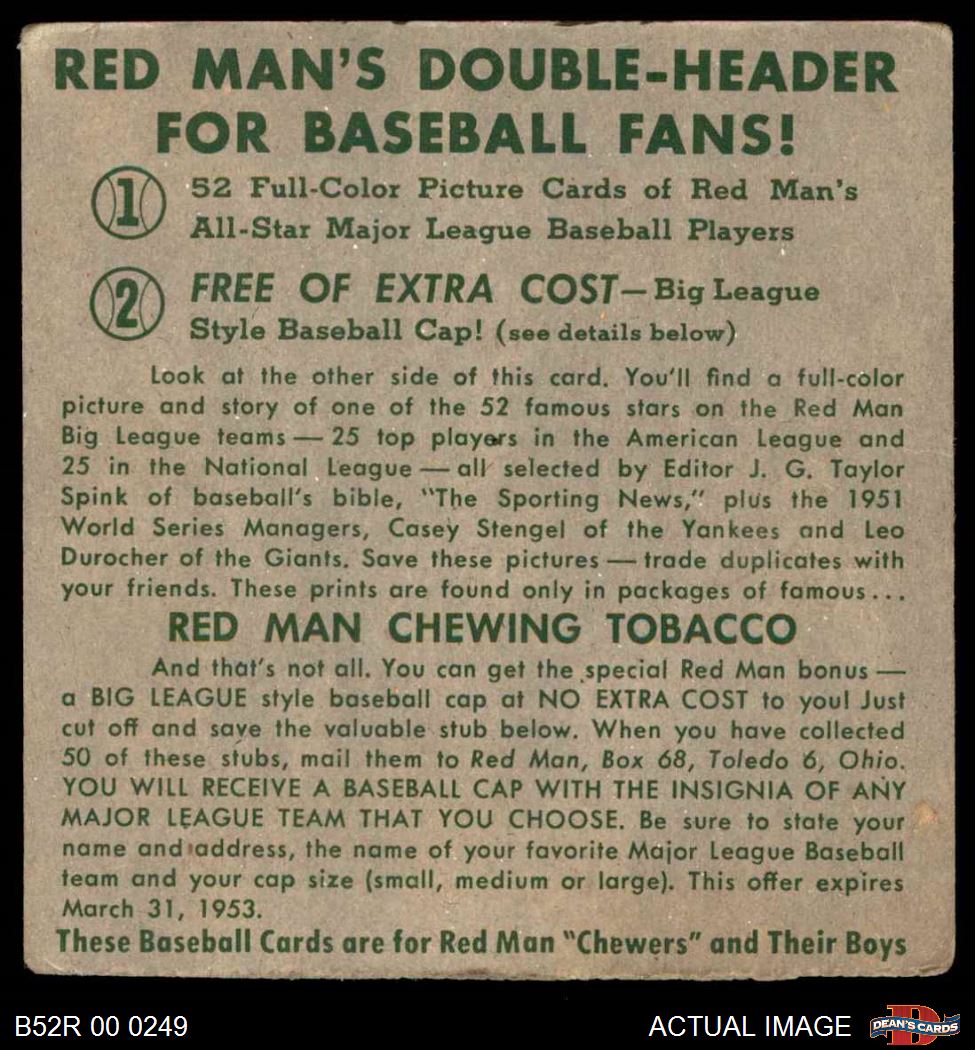 RED MAN'S DOUBLE-HEADER
FOR BASEBALL FANS!
1 52 Full-Color Picture Cards of Red Man's
All-Star Major League Baseball Players
2 FREE OF EXTRA COST—Big League
Style Baseball Cap! (see details below)
Look at the other side of this card. You'll find a full-color
picture and story of one of the 52 famous stars on the Red Man
Big League teams — 25 top players in the American League and
25 in the National League — all selected by Editor J. G. Taylor
Spink of baseball's bible, "The Sporting News," plus the 1951
World Series Managers, Casey Stengel of the Yankees and Leo
Durocher of the Giants. Save these pictures — trade duplicates with
your friends. These prints are found only in packages of famous...
RED MAN CHEWING TOBACCO
And that's not all. You can get the special Red Man bonus —
a BIG LEAGUE style baseball cap at NO EXTRA COST to you! Just
cut off and save the valuable stub below. When you have collected
50 of these stubs, mail them to Red Man, Box 68, Toledo 6, Ohio.
YOU WILL RECEIVE A BASEBALL CAP WITH THE INSIGNIA OF ANY
MAJOR LEAGUE TEAM THAT YOU CHOOSE. Be sure to state your
name and address, the name of your favorite Major League Baseball
team and your cap size (small, medium or large). This offer expires
March 31, 1953.
These Baseball Cards are for Red Man "Chewers" and Their Boys
B52R 00 0249
ACTUAL IMAGE
D
DEAN'S CARDS